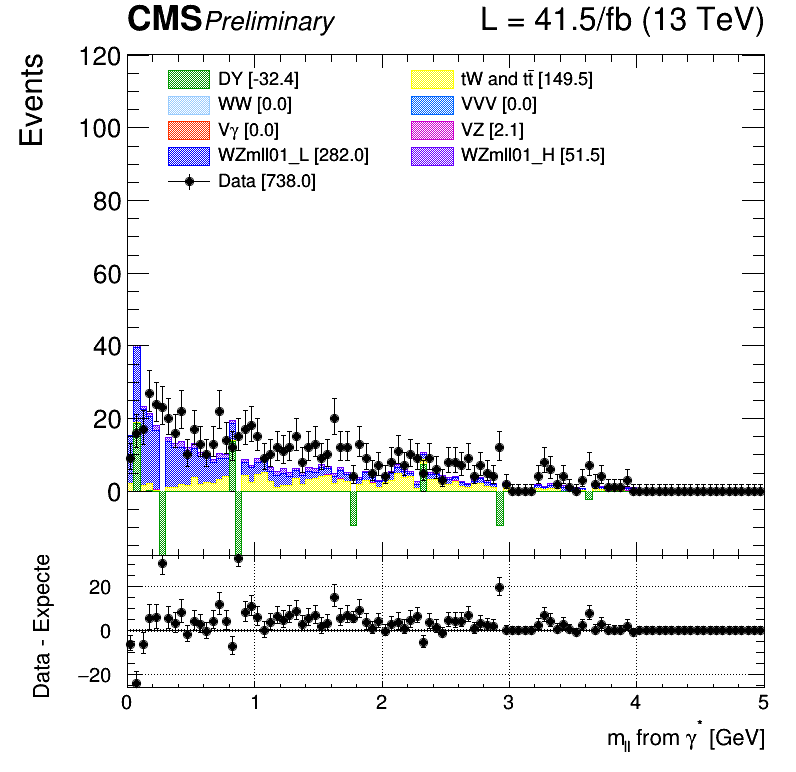 CMS Preliminary L = 41.5/fb (13 TeV)
Events
120
100
80
60
40
20
0
DY [-32.4]
tW and tt̄ [149.5]
WW [0.0]
VVV [0.0]
Vγ [0.0]
VZ [2.1]
WZmll01_L [282.0]
WZmll01_H [51.5]
Data [738.0]
Data - Expecte
20
0
−20
0 1 2 3 4 5
m_ll from γ* [GeV]